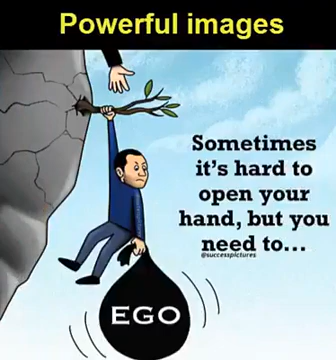 Powerful images
Sometimes
it's hard to
open your
hand, but you
need to...
@successpictures
EGO